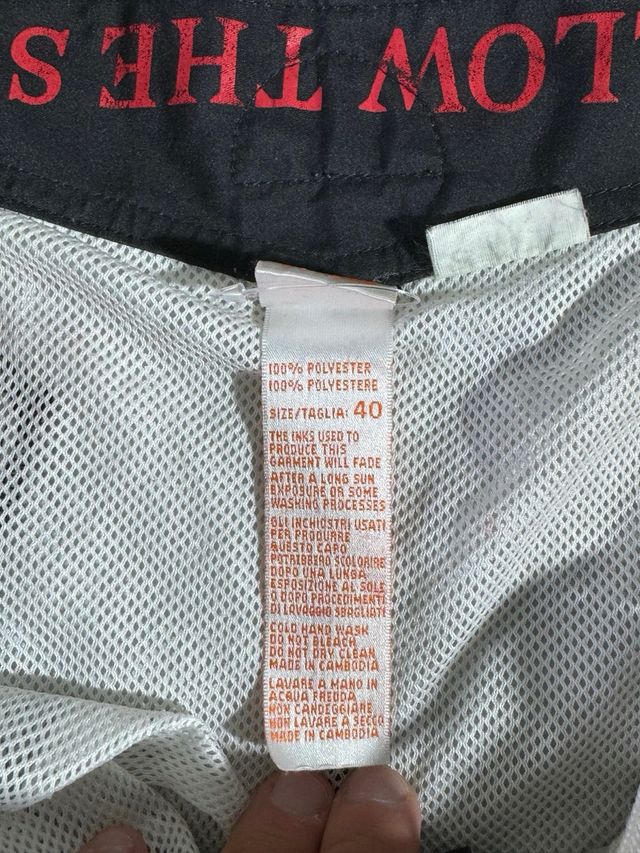 LOW THE S
100% POLYESTER
100% POLYESTERE
SIZE/TAGLIA: 40
THE INKS USED TO
PRODUCE THIS
GARMENT WILL FADE
AFTER A LONG SUN
EXPOSURE OR SOME
WASHING PROCESSES
GLI INCHIOSTRI USATI
PER PRODURRE
QUESTO CAPO
POTREBBERO SCOLORIRE
DOPO UNA LUNGA
ESPOSIZIONE AL SOLE
O DOPO PROCEDIMENTI
DI LAVAGGIO SBAGLIATI
COLD HAND WASH
DO NOT BLEACH
DO NOT DRY CLEAN
MADE IN CAMBODIA
LAVARE A MANO IN
ACQUA FREDDA
NON CANDEGGIARE
NON LAVARE A SECCO
MADE IN CAMBODIA